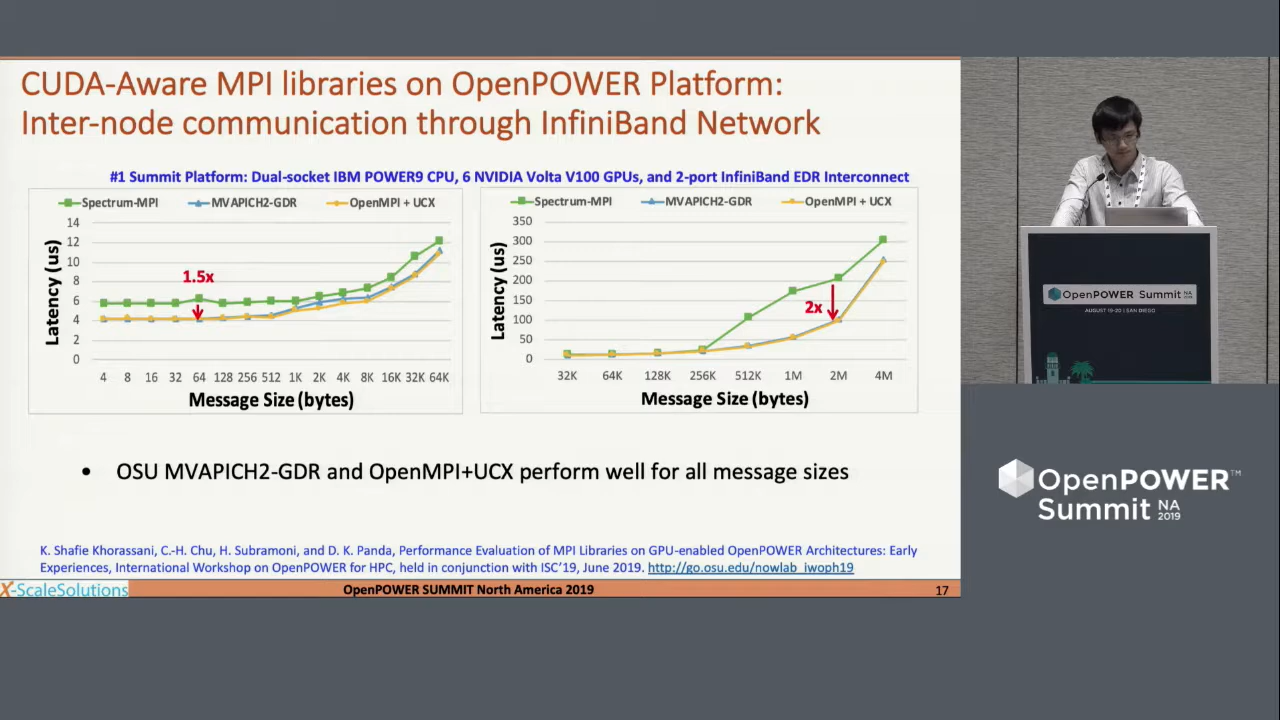 CUDA-Aware MPI libraries on OpenPOWER Platform:
Inter-node communication through InfiniBand Network
#1 Summit Platform: Dual-socket IBM POWER9 CPU, 6 NVIDIA Volta V100 GPUs, and 2-port InfiniBand EDR Interconnect
Spectrum-MPI MVAPICH2-GDR OpenMPI + UCX
14
12
10
8
6
4
2
0
Latency (us)
1.5x
4 8 16 32 64 128 256 512 1K 2K 4K 8K 16K 32K 64K
Message Size (bytes)
Spectrum-MPI MVAPICH2-GDR OpenMPI + UCX
350
300
250
200
150
100
50
0
Latency (us)
2x
32K 64K 128K 256K 512K 1M 2M 4M
Message Size (bytes)
• OSU MVAPICH2-GDR and OpenMPI+UCX perform well for all message sizes
K. Shafie Khorassani, C.-H. Chu, H. Subramoni, and D. K. Panda, Performance Evaluation of MPI Libraries on GPU-enabled OpenPOWER Architectures: Early
Experiences, International Workshop on OpenPOWER for HPC, held in conjunction with ISC'19, June 2019. http://go.osu.edu/nowlab_iwoph19
X-ScaleSolutions
OpenPOWER SUMMIT North America 2019
17
OpenPOWER Summit NA 2019
AUGUST 19-20 | SAN DIEGO
OpenPOWER™
Summit NA 2019